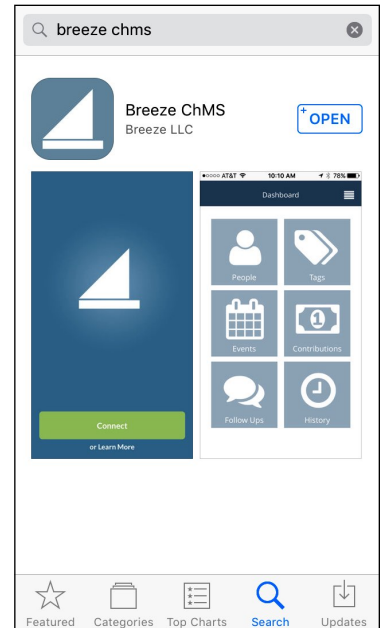 breeze chms
Breeze ChMS
Breeze LLC
+ OPEN
AT&T 10:10 AM 78%
Dashboard
People Tags
1
Events Contributions
Follow Ups History
Connect
or Learn More
Featured Categories Top Charts Search Updates